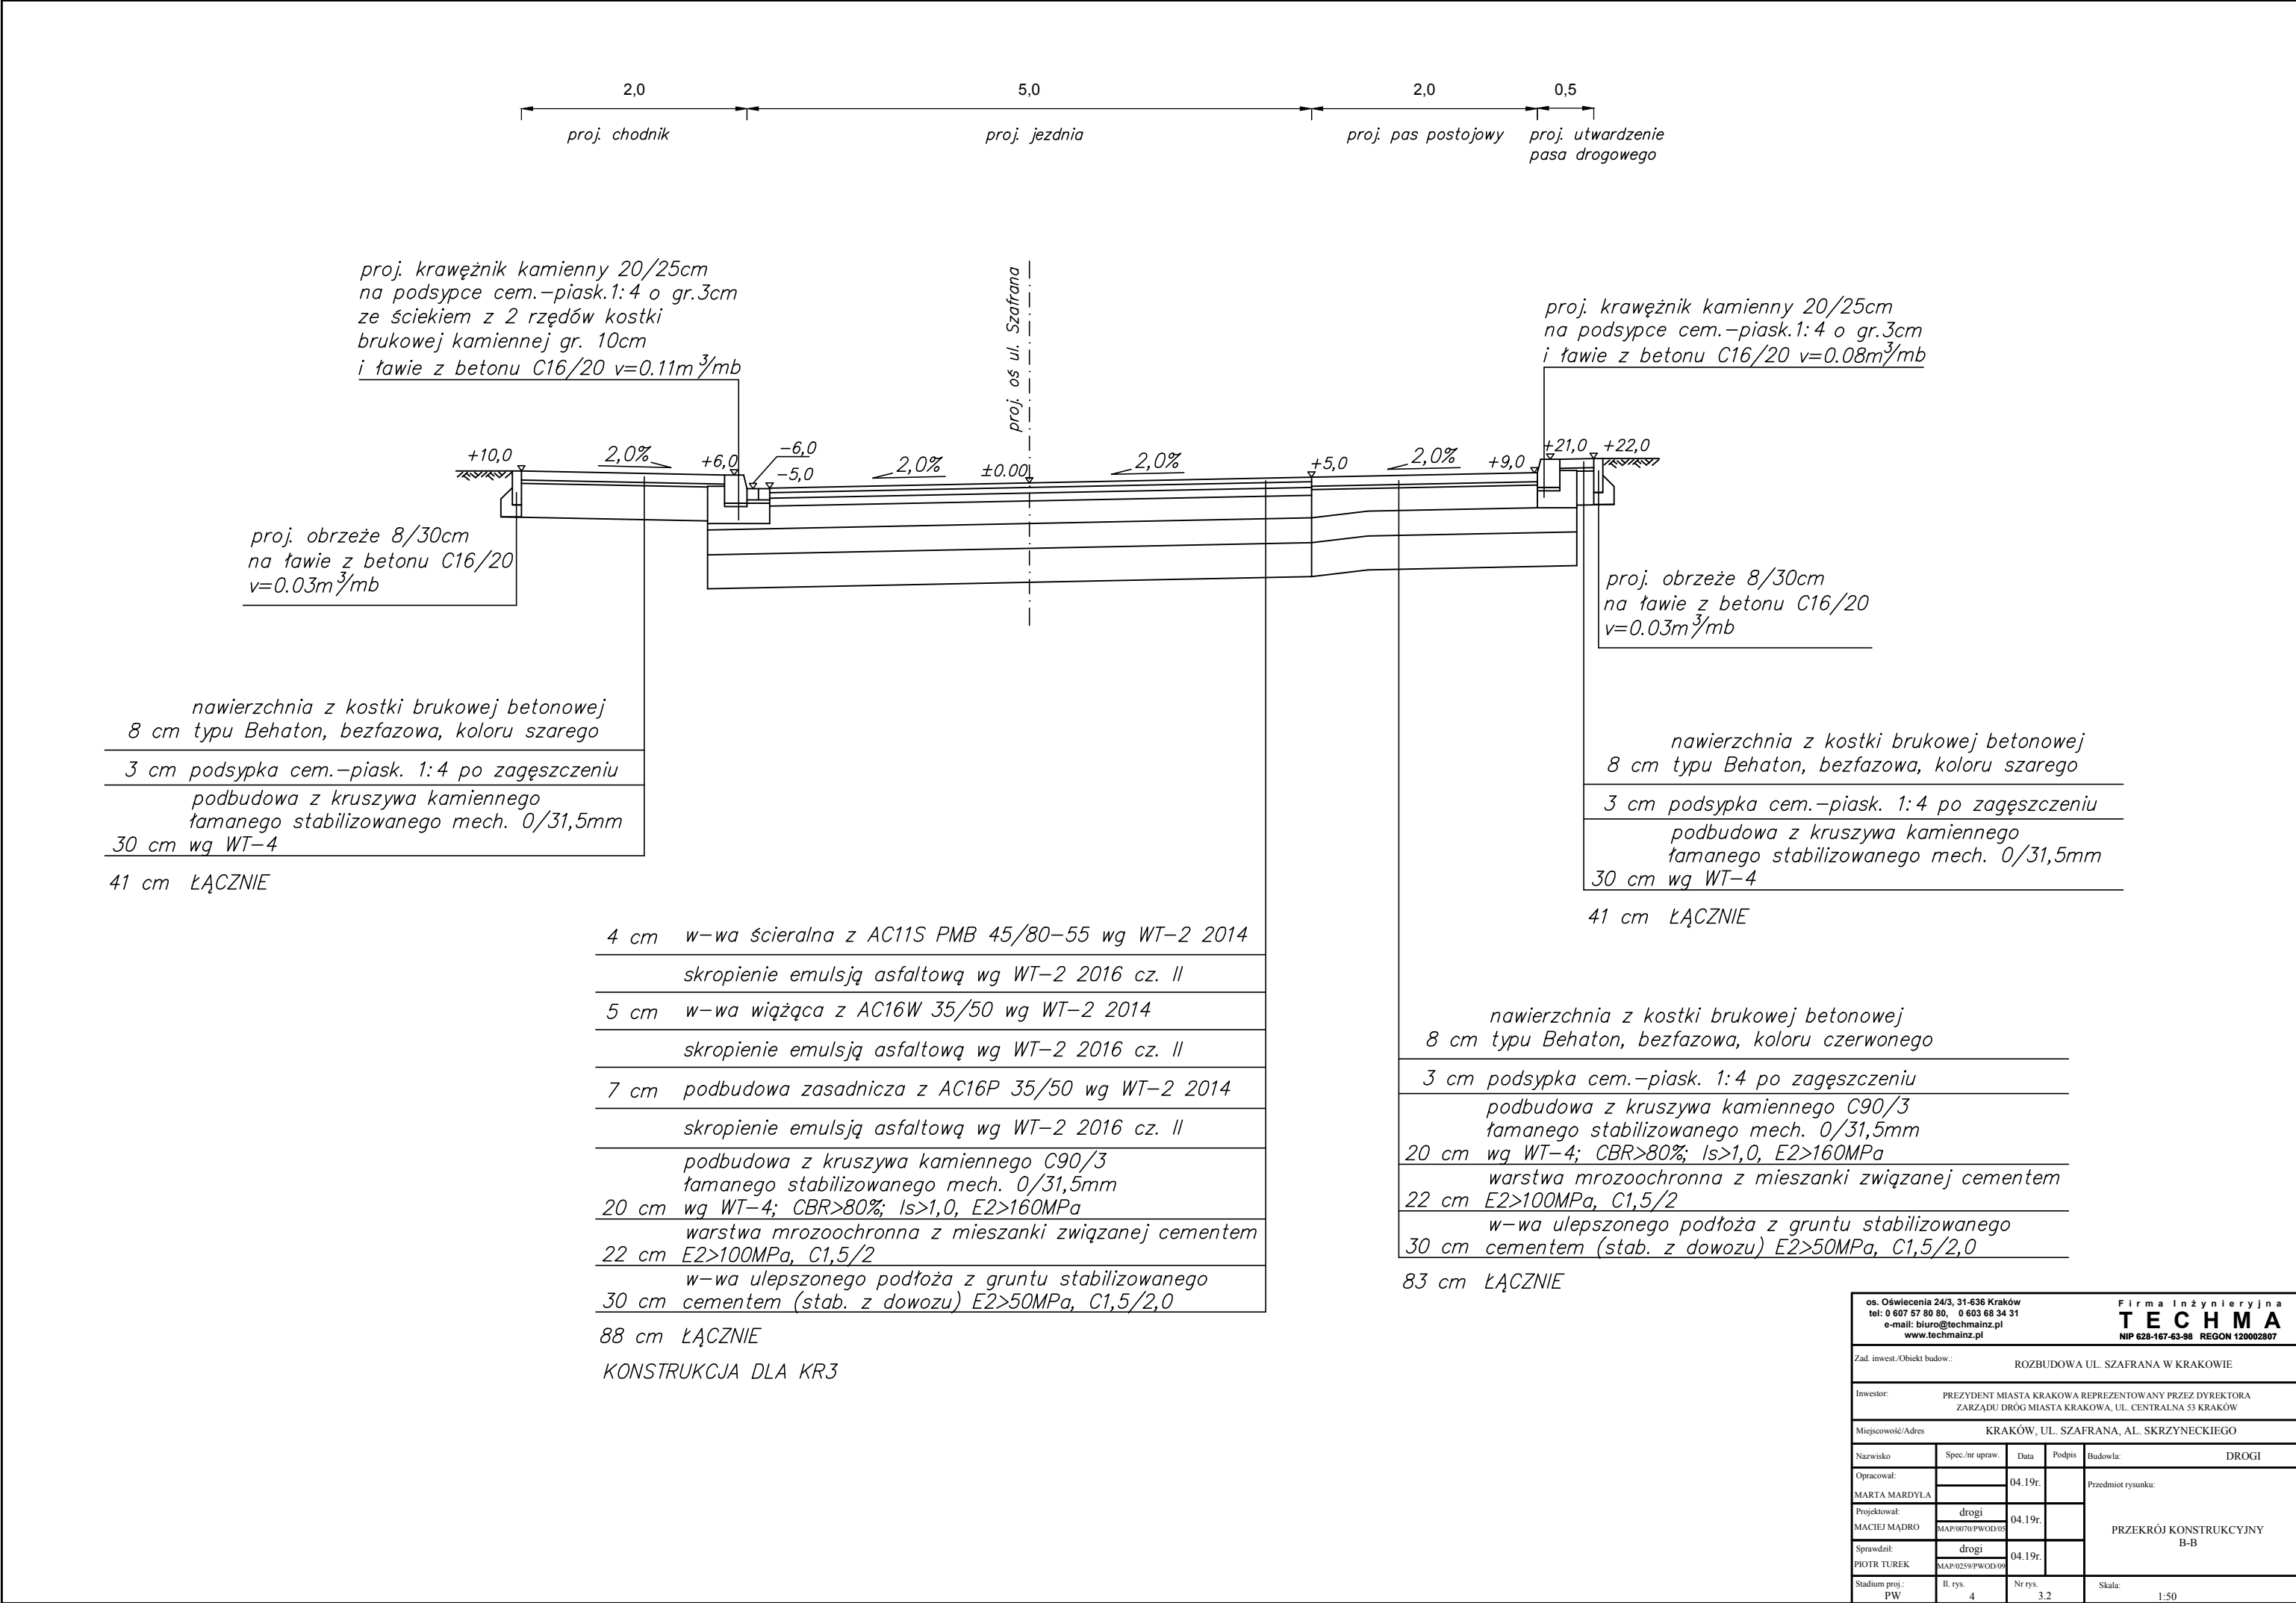 2,0
5,0
2,0
0,5
proj. chodnik
proj. jezdnia
proj. pas postojowy
proj. utwardzenie
pasa drogowego
proj. krawężnik kamienny 20/25cm
na podsypce cem.-piask.1:4 o gr.3cm
ze ściekiem z 2 rzędów kostki
brukowej kamiennej gr. 10cm
i ławie z betonu C16/20 v=0.11m³/mb
proj. oś ul. Szafrana
proj. krawężnik kamienny 20/25cm
na podsypce cem.-piask.1:4 o gr.3cm
i ławie z betonu C16/20 v=0.08m³/mb
+10,0
2,0%
+6,0
-6,0
-5,0
2,0%
±0.00
2,0%
+5,0
2,0%
+9,0
+21,0
+22,0
proj. obrzeże 8/30cm
na ławie z betonu C16/20
v=0.03m³/mb
proj. obrzeże 8/30cm
na ławie z betonu C16/20
v=0.03m³/mb
nawierzchnia z kostki brukowej betonowej
8 cm typu Behaton, bezfazowa, koloru szarego
3 cm podsypka cem.-piask. 1:4 po zagęszczeniu
podbudowa z kruszywa kamiennego
łamanego stabilizowanego mech. 0/31,5mm
30 cm wg WT-4
41 cm ŁĄCZNIE
nawierzchnia z kostki brukowej betonowej
8 cm typu Behaton, bezfazowa, koloru szarego
3 cm podsypka cem.-piask. 1:4 po zagęszczeniu
podbudowa z kruszywa kamiennego
łamanego stabilizowanego mech. 0/31,5mm
30 cm wg WT-4
41 cm ŁĄCZNIE
4 cm w-wa ścieralna z AC11S PMB 45/80-55 wg WT-2 2014
skropienie emulsją asfaltową wg WT-2 2016 cz. II
5 cm w-wa wiążąca z AC16W 35/50 wg WT-2 2014
skropienie emulsją asfaltową wg WT-2 2016 cz. II
7 cm podbudowa zasadnicza z AC16P 35/50 wg WT-2 2014
skropienie emulsją asfaltową wg WT-2 2016 cz. II
podbudowa z kruszywa kamiennego C90/3
łamanego stabilizowanego mech. 0/31,5mm
20 cm wg WT-4; CBR>80%; Is>1,0, E2>160MPa
warstwa mrozoochronna z mieszanki związanej cementem
22 cm E2>100MPa, C1,5/2
w-wa ulepszonego podłoża z gruntu stabilizowanego
30 cm cementem (stab. z dowozu) E2>50MPa, C1,5/2,0
88 cm ŁĄCZNIE
KONSTRUKCJA DLA KR3
nawierzchnia z kostki brukowej betonowej
8 cm typu Behaton, bezfazowa, koloru czerwonego
3 cm podsypka cem.-piask. 1:4 po zagęszczeniu
podbudowa z kruszywa kamiennego C90/3
łamanego stabilizowanego mech. 0/31,5mm
20 cm wg WT-4; CBR>80%; Is>1,0, E2>160MPa
warstwa mrozoochronna z mieszanki związanej cementem
22 cm E2>100MPa, C1,5/2
w-wa ulepszonego podłoża z gruntu stabilizowanego
30 cm cementem (stab. z dowozu) E2>50MPa, C1,5/2,0
83 cm ŁĄCZNIE
os. Oświecenia 24/3, 31-636 Kraków
tel: 0 607 57 80 80, 0 603 68 34 31
e-mail: biuro@techmainz.pl
www.techmainz.pl
Firma Inżynieryjna
TECHMA
NIP 628-167-63-98 REGON 120002807
Zad. inwest./Obiekt budow.: ROZBUDOWA UL. SZAFRANA W KRAKOWIE
Inwestor: PREZYDENT MIASTA KRAKOWA REPREZENTOWANY PRZEZ DYREKTORA
ZARZĄDU DRÓG MIASTA KRAKOWA, UL. CENTRALNA 53 KRAKÓW
Miejscowość/Adres KRAKÓW, UL. SZAFRANA, AL. SKRZYNECKIEGO
Nazwisko Spec./nr upraw. Data Podpis Budowla: DROGI
Opracował:
MARTA MARDYLA
04.19r.
Przedmiot rysunku:
PRZEKRÓJ KONSTRUKCYJNY
B-B
Projektował: drogi
MACIEJ MĄDRO MAP/0070/PWOD/05
04.19r.
Sprawdził: drogi
PIOTR TUREK MAP/0259/PWOD/09
04.19r.
Stadium proj.: Il. rys. Nr rys. Skala:
PW 4 3.2 1:50